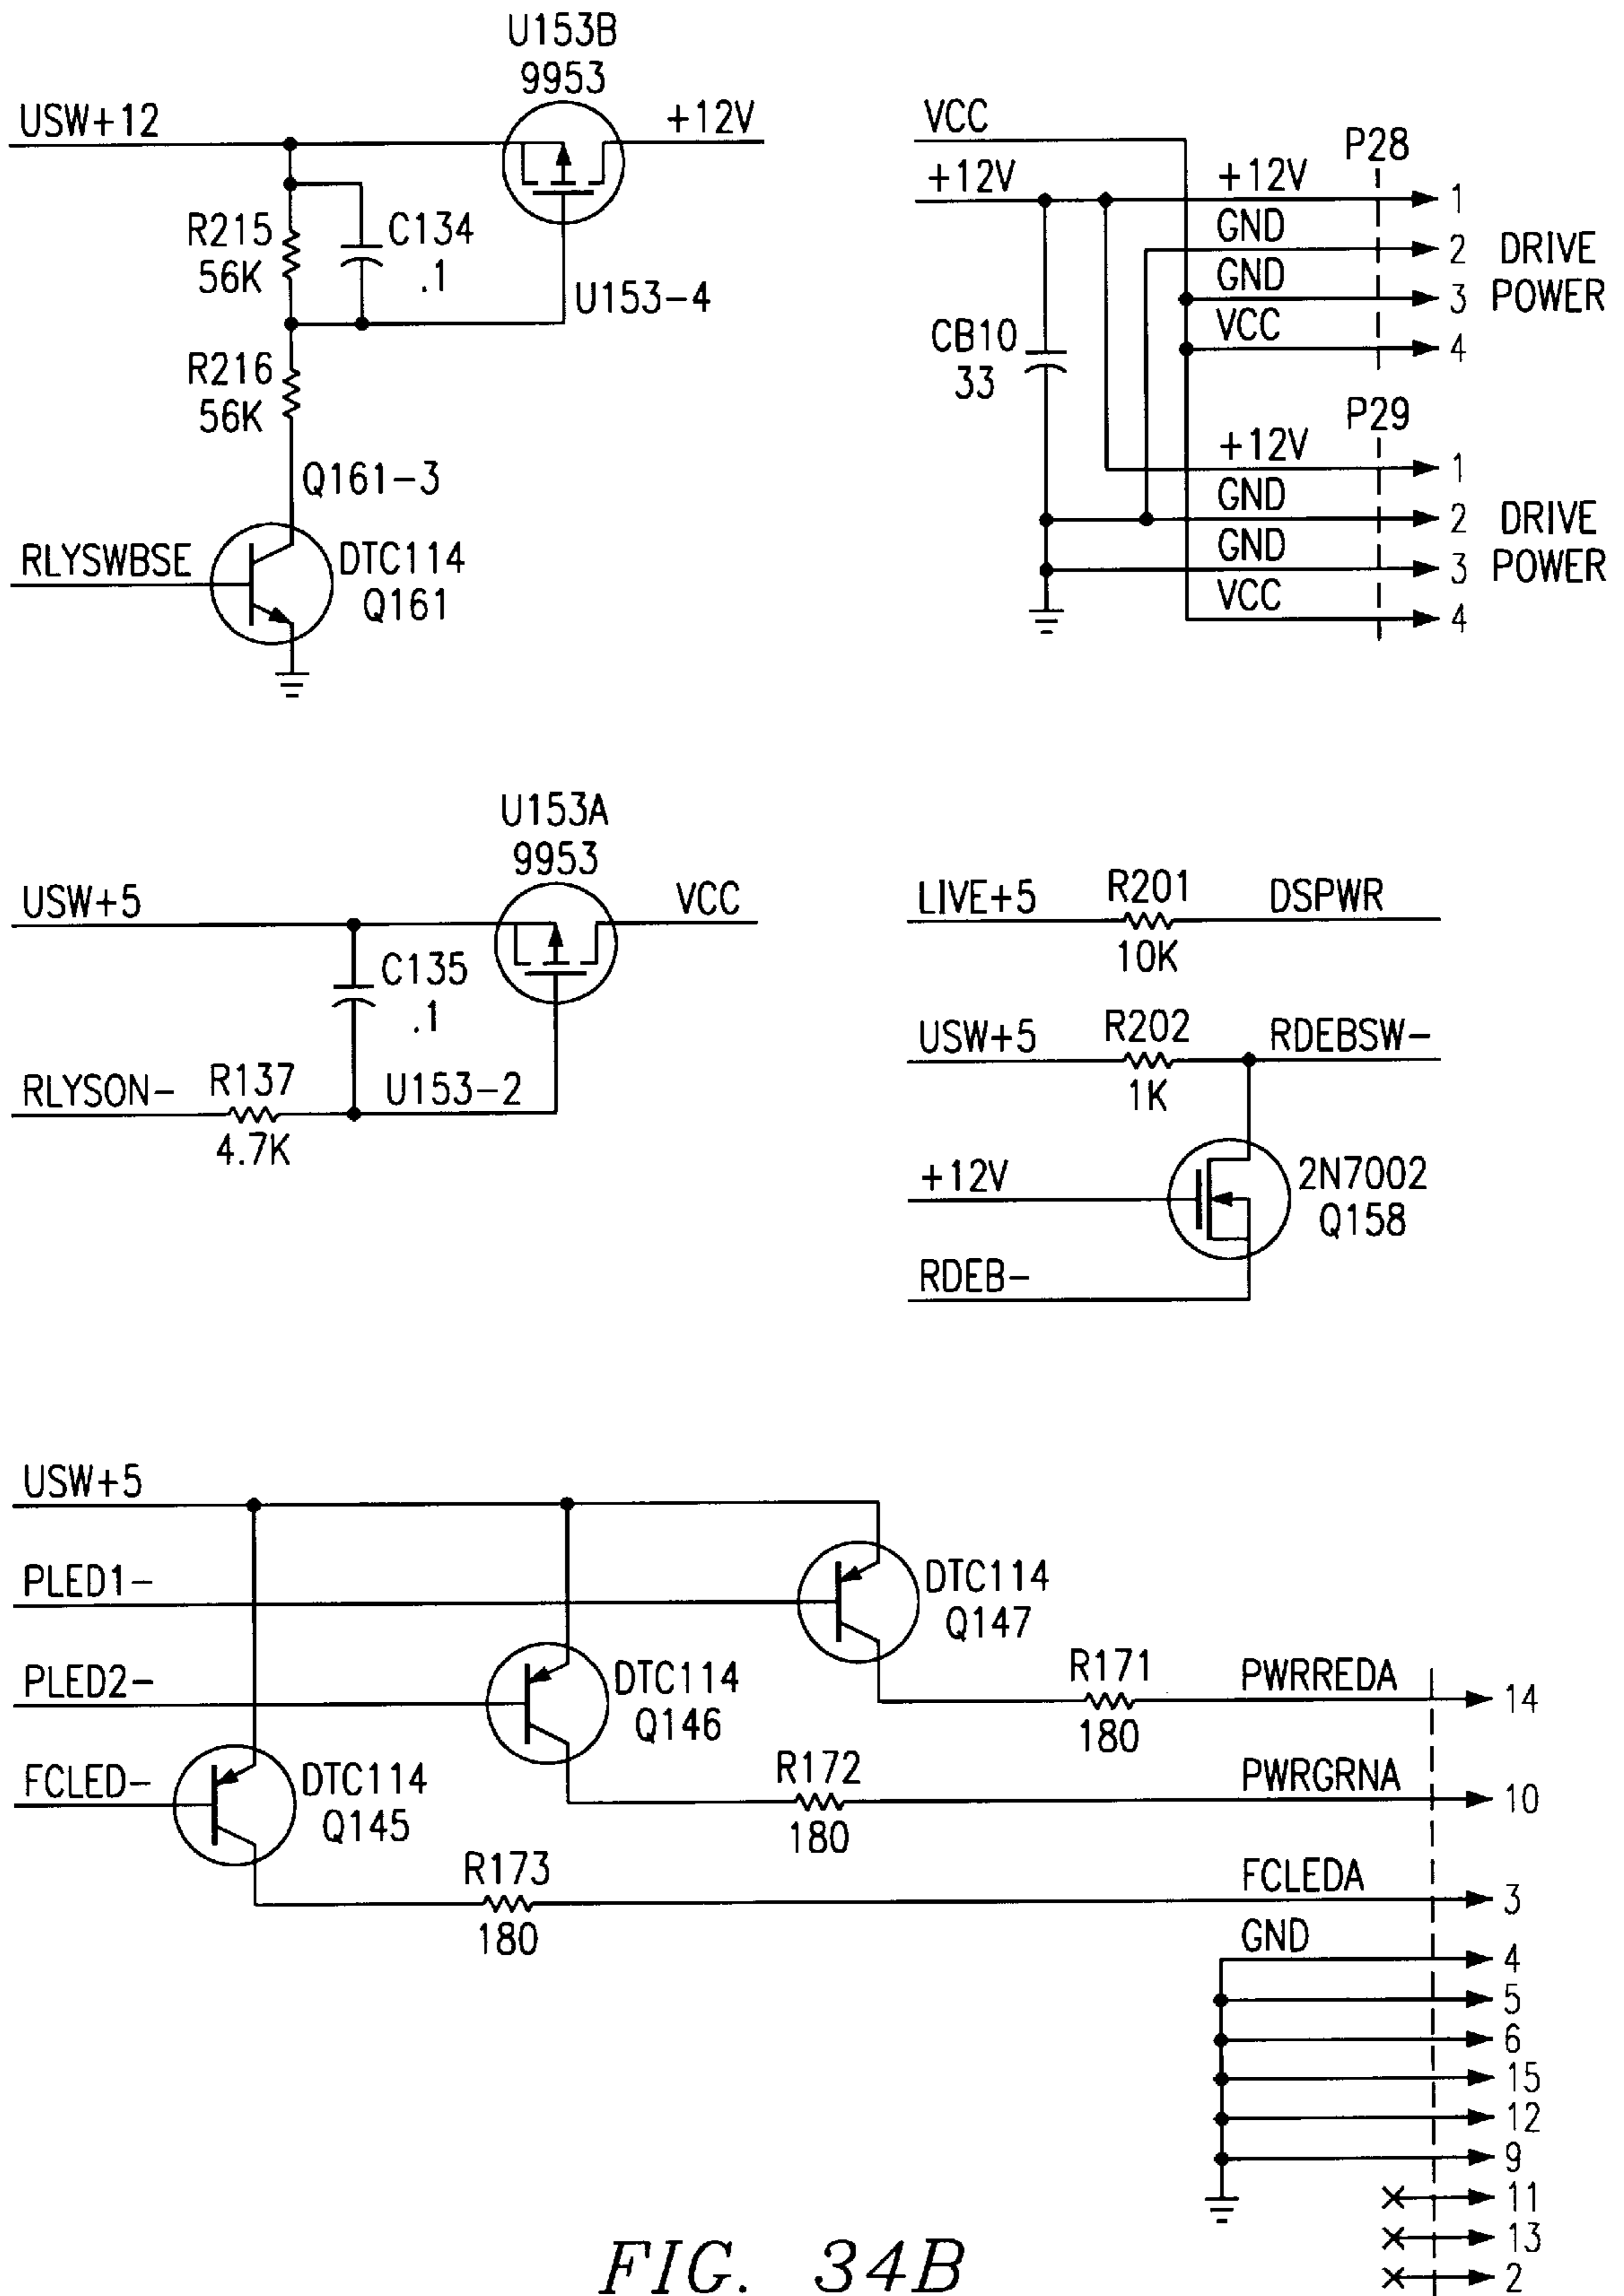 U153B
9953
USW+12
+12V
R215
56K
C134
.1
U153-4
R216
56K
Q161-3
RLYSWBSE
DTC114
Q161
VCC
+12V
P28
+12V
1
GND
2
GND
3
VCC
4
DRIVE
POWER
CB10
33
P29
+12V
1
GND
2
GND
3
VCC
4
DRIVE
POWER
U153A
9953
USW+5
VCC
C135
.1
RLYSON-
R137
4.7K
U153-2
LIVE+5
R201
10K
DSPWR
USW+5
R202
1K
RDEBSW-
+12V
2N7002
Q158
RDEB-
USW+5
PLED1-
DTC114
Q147
PLED2-
DTC114
Q146
R171
180
PWRREDA
14
FCLED-
DTC114
Q145
R172
180
PWRGRNA
10
R173
180
FCLEDA
3
GND
4
5
6
15
12
9
11
13
2
FIG. 34B